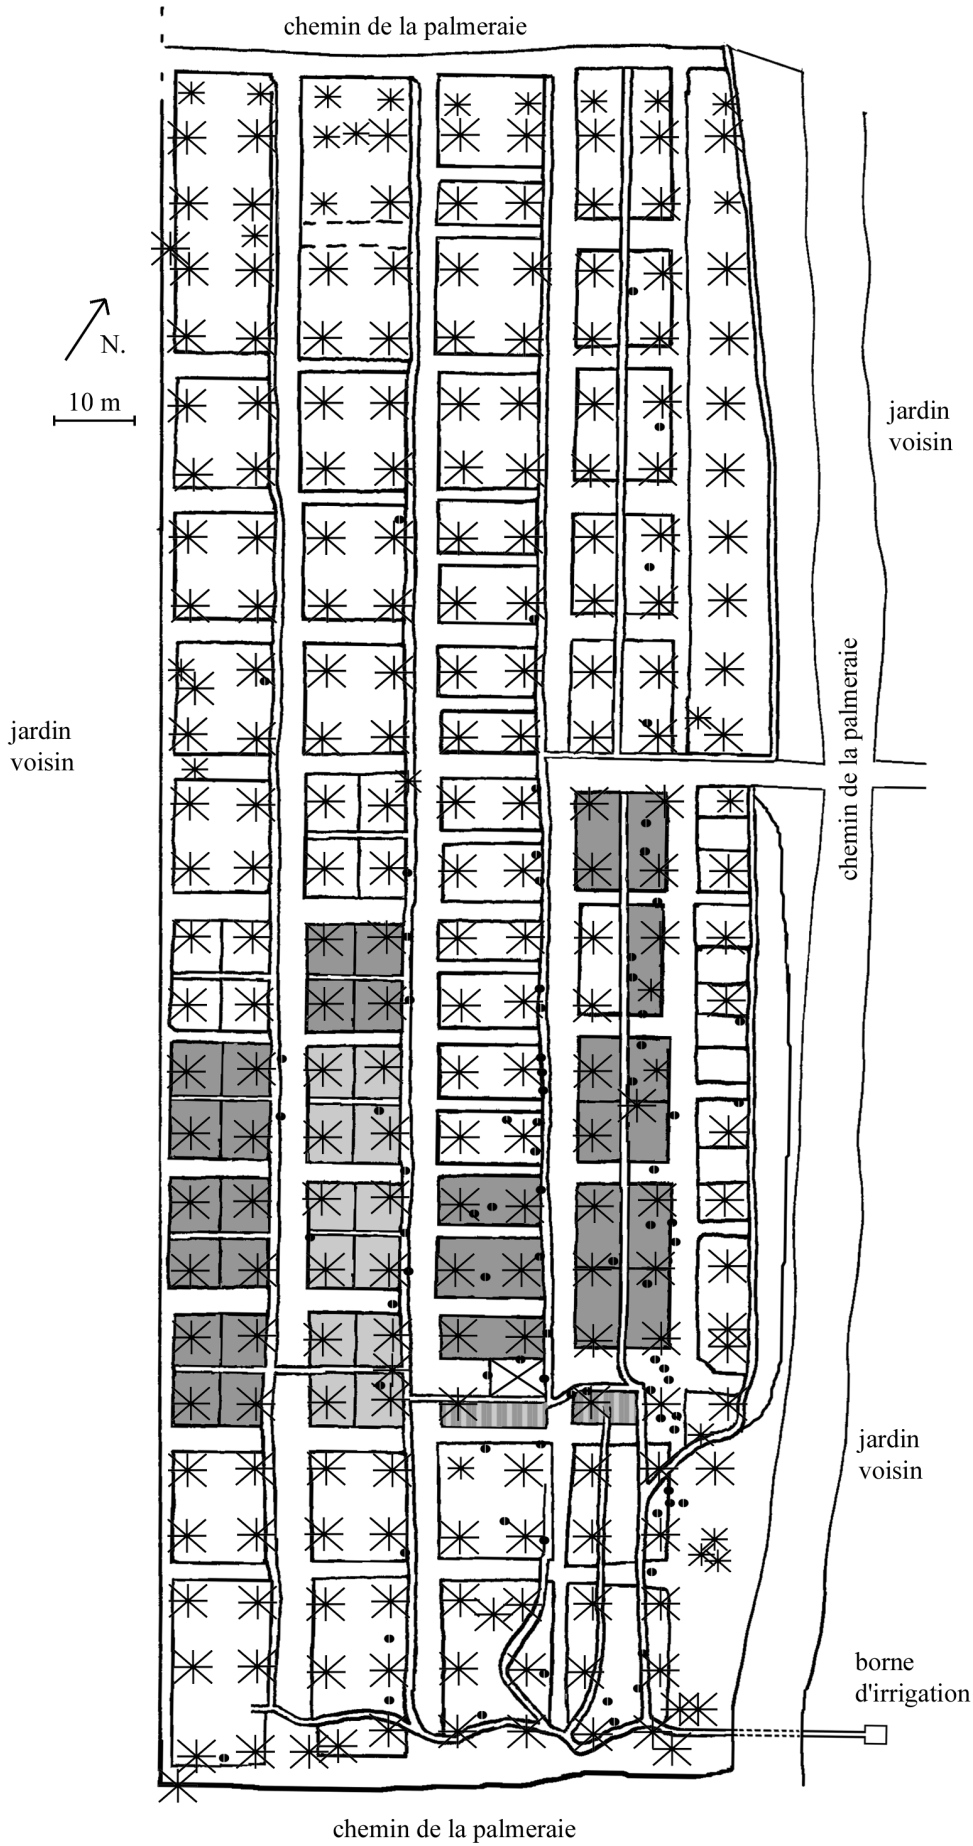 chemin de la palmeraie
N.
10 m
jardin
voisin
jardin
voisin
chemin de la palmeraie
jardin
voisin
borne
d'irrigation
chemin de la palmeraie